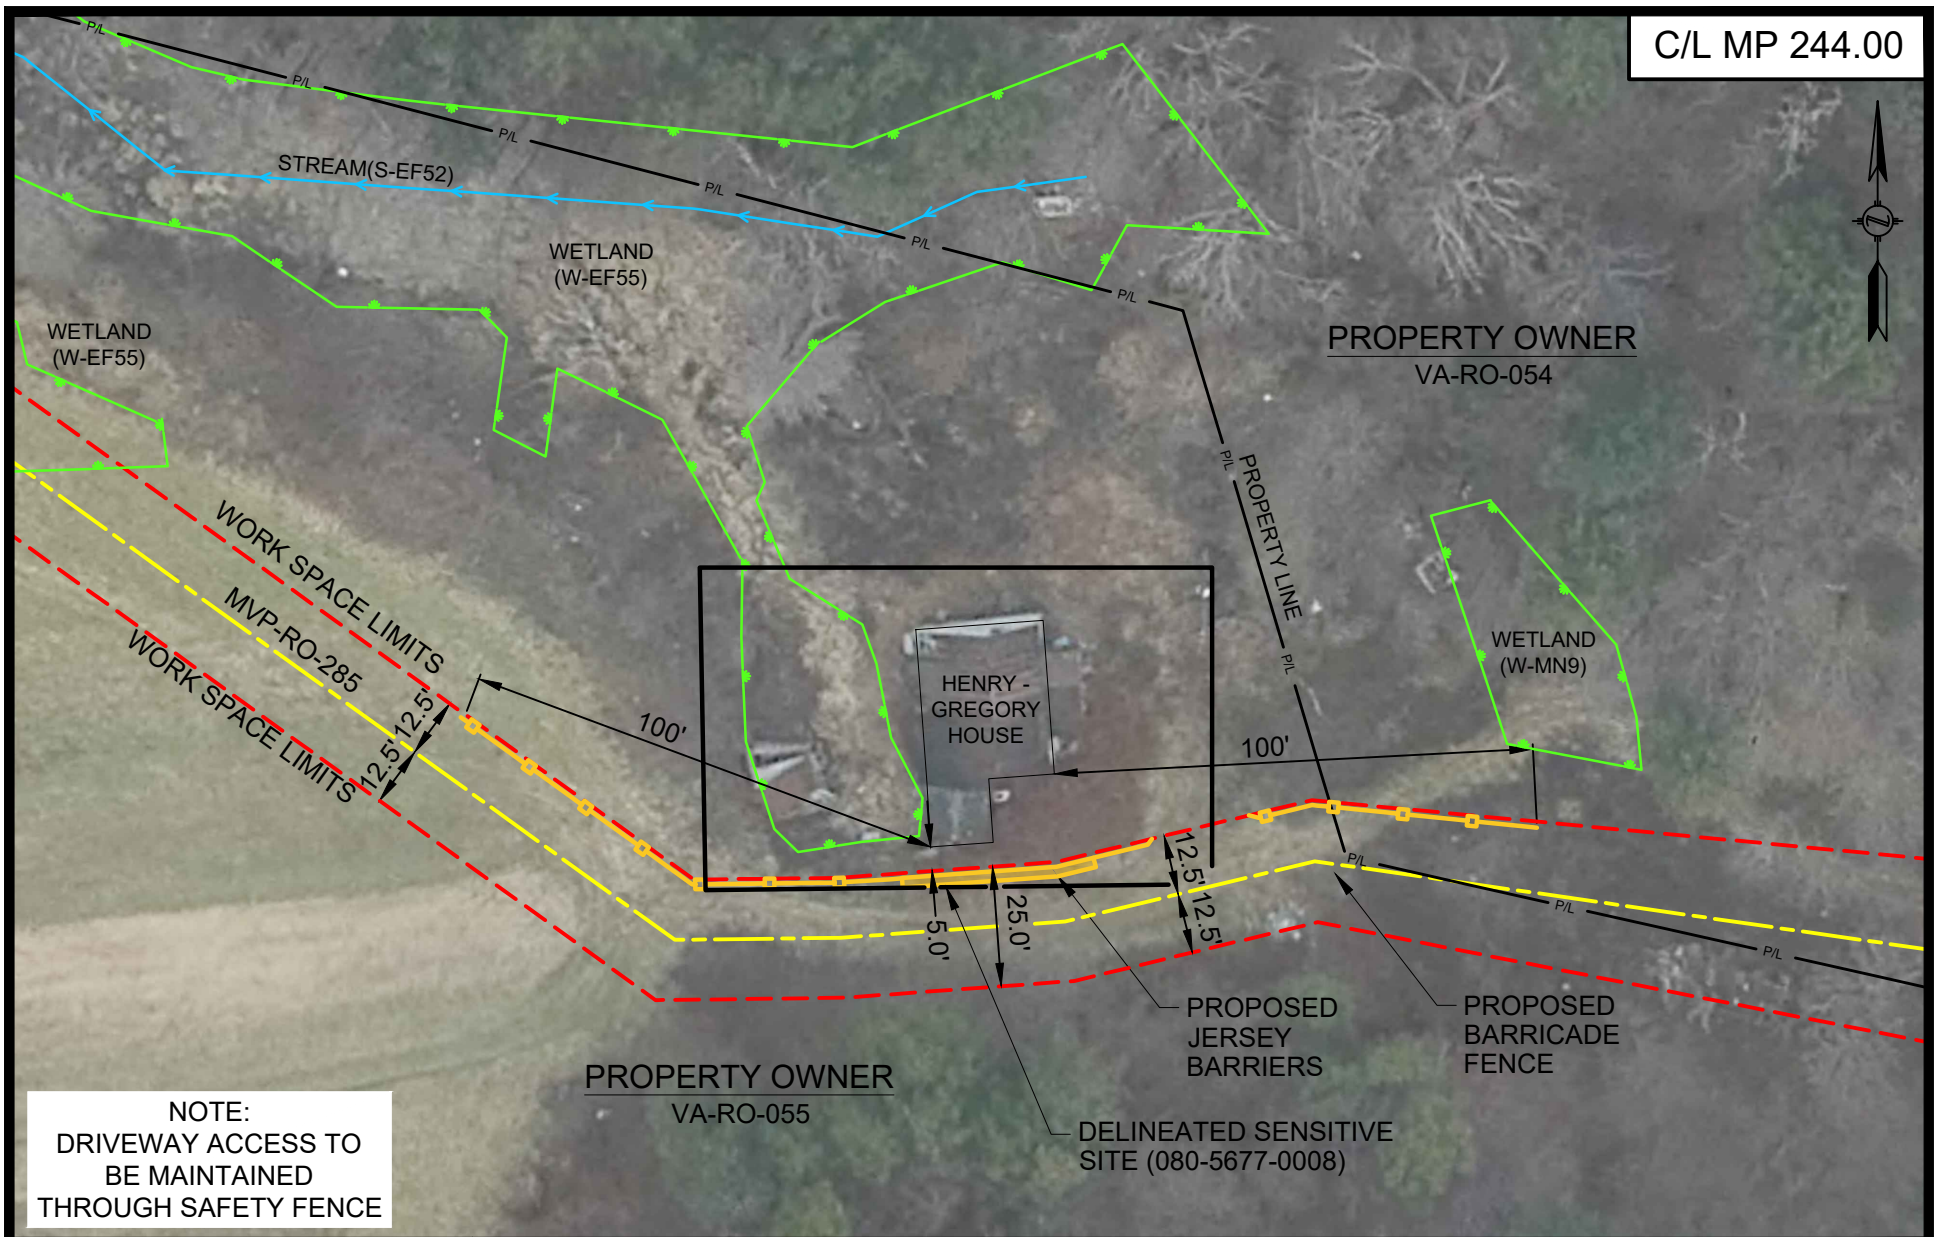 C/L MP 244.00
P/L
P/L
P/L
P/L
P/L
P/L
STREAM(S-EF52)
WETLAND
(W-EF55)
WETLAND
(W-EF55)
PROPERTY OWNER
VA-RO-054
P/L
PROPERTY LINE
P/L
WORK SPACE LIMITS
MVP-RO-285
WORK SPACE LIMITS
12.5'
12.5'
100'
HENRY -
GREGORY
HOUSE
100'
WETLAND
(W-MN9)
12.5'
12.5'
5.0'
25.0'
P/L
P/L
P/L
PROPOSED
JERSEY
BARRIERS
PROPOSED
BARRICADE
FENCE
PROPERTY OWNER
VA-RO-055
DELINEATED SENSITIVE
SITE (080-5677-0008)
NOTE:
DRIVEWAY ACCESS TO
BE MAINTAINED
THROUGH SAFETY FENCE